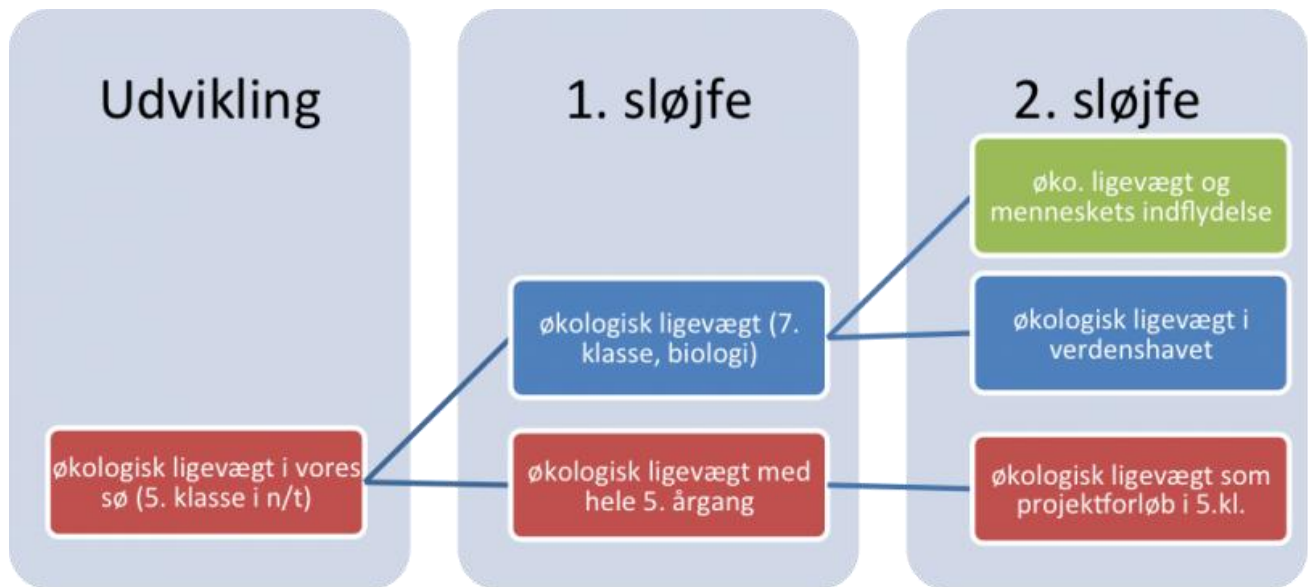 Udvikling
økologisk ligevægt i vores
sø (5. klasse i n/t)
1. sløjfe
økologisk ligevægt (7.
klasse, biologi)
økologisk ligevægt med
hele 5. årgang
2. sløjfe
øko. ligevægt og
menneskets indflydelse
økologisk ligevægt i
verdenshavet
økologisk ligevægt som
projektforløb i 5.kl.